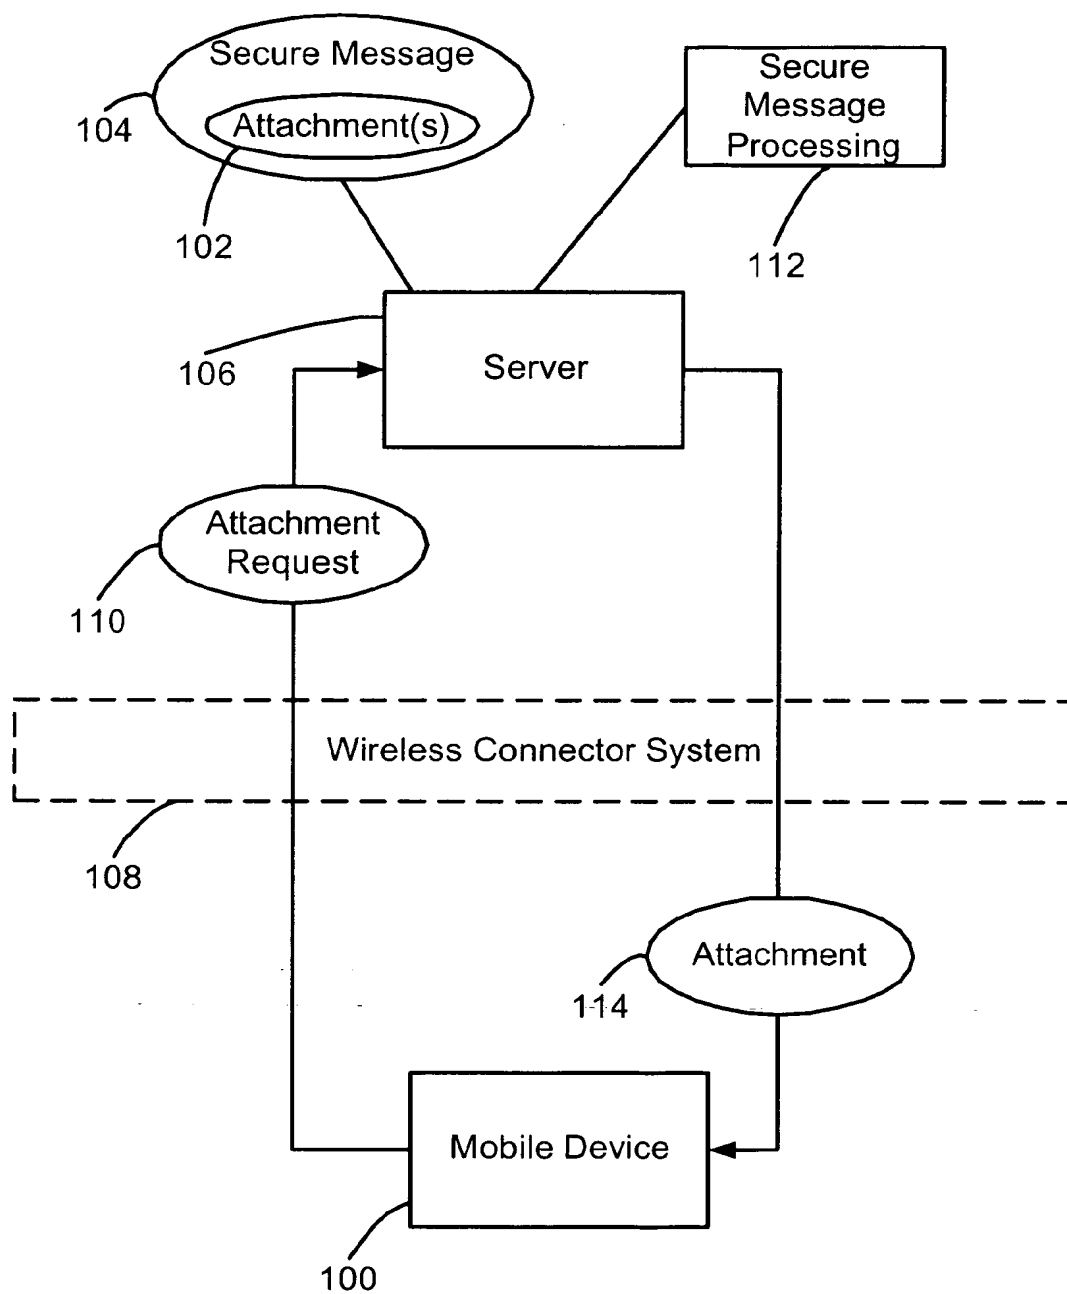 Secure Message
Attachment(s)
104
102
Secure
Message
Processing
112
106
Server
Attachment
Request
110
Wireless Connector System
108
Attachment
114
Mobile Device
100